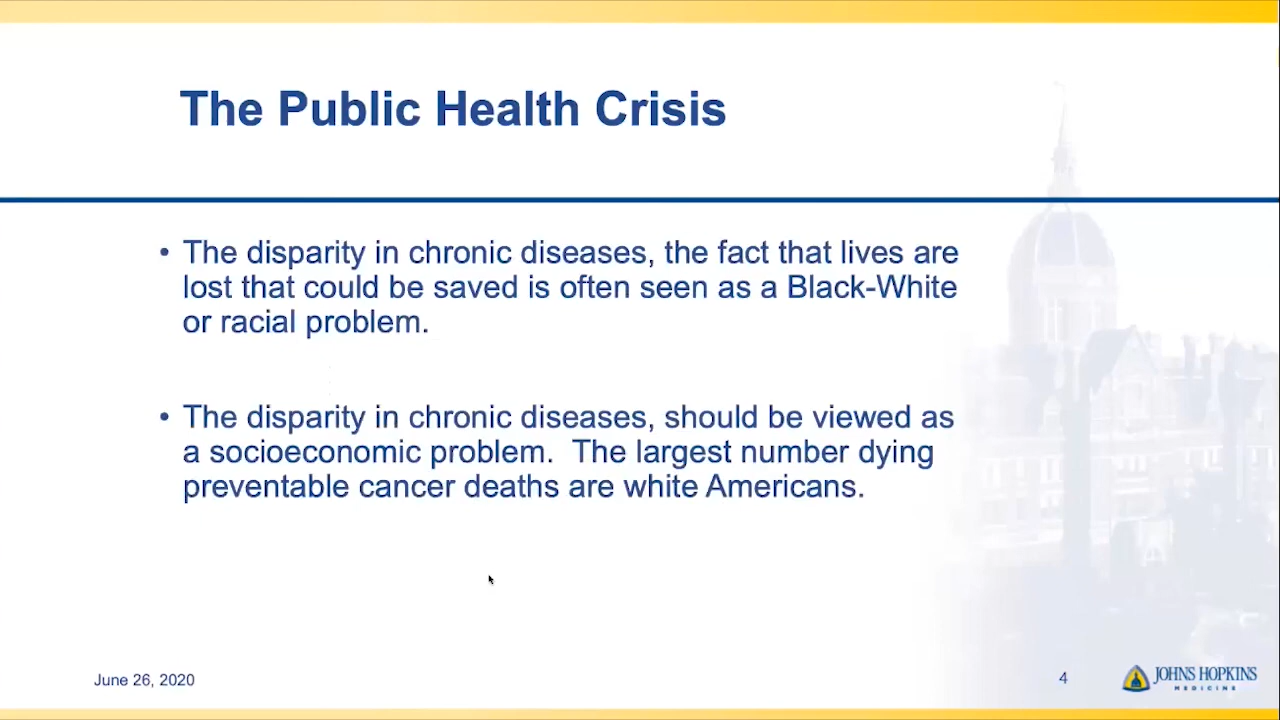 The Public Health Crisis
• The disparity in chronic diseases, the fact that lives are
lost that could be saved is often seen as a Black-White
or racial problem.
• The disparity in chronic diseases, should be viewed as
a socioeconomic problem.  The largest number dying
preventable cancer deaths are white Americans.
June 26, 2020
4
JOHNS HOPKINS
MEDICINE